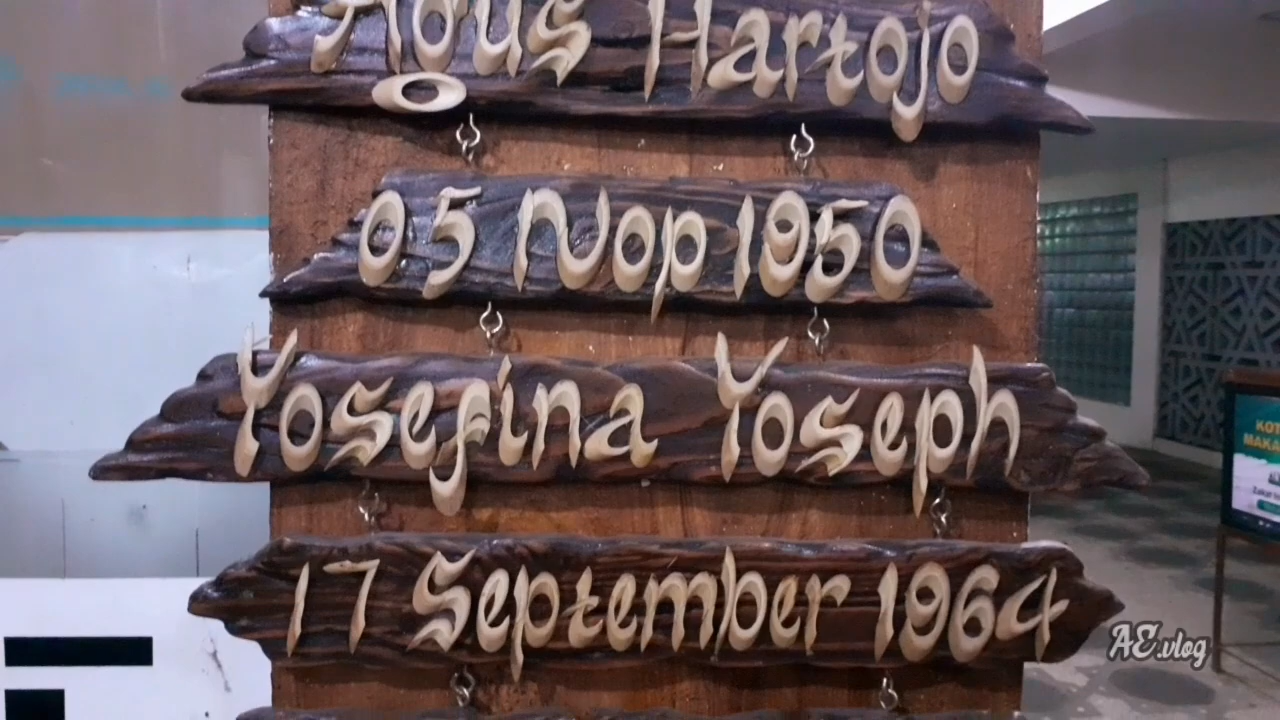 Agus Hartojo
05 Nop 1950
Yosefina Yoseph
17 September 1964
AE.vlog